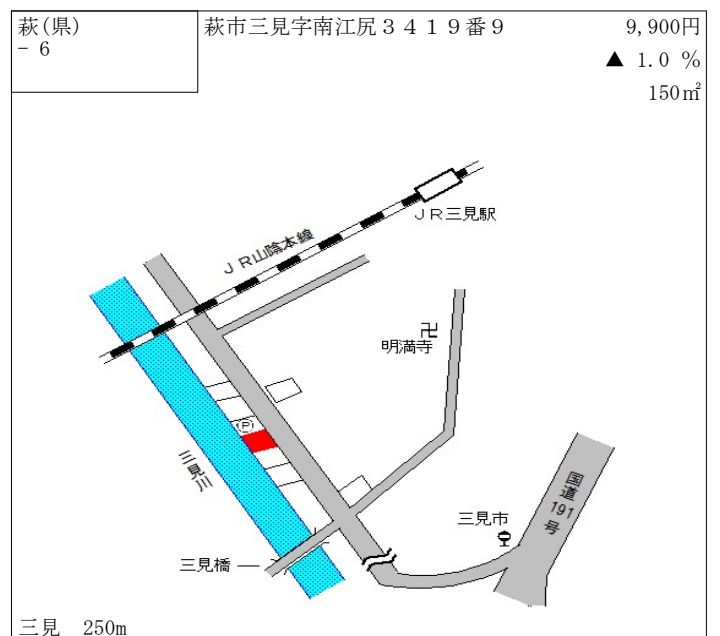 萩(県)
－6
萩市三見字南江尻３４１９番９
9,900円
▲ 1.0 %
150㎡
ＪＲ三見駅
ＪＲ山陰本線
卍
明満寺
Ｐ
三見川
国道191号
三見市
三見橋
三見　250m